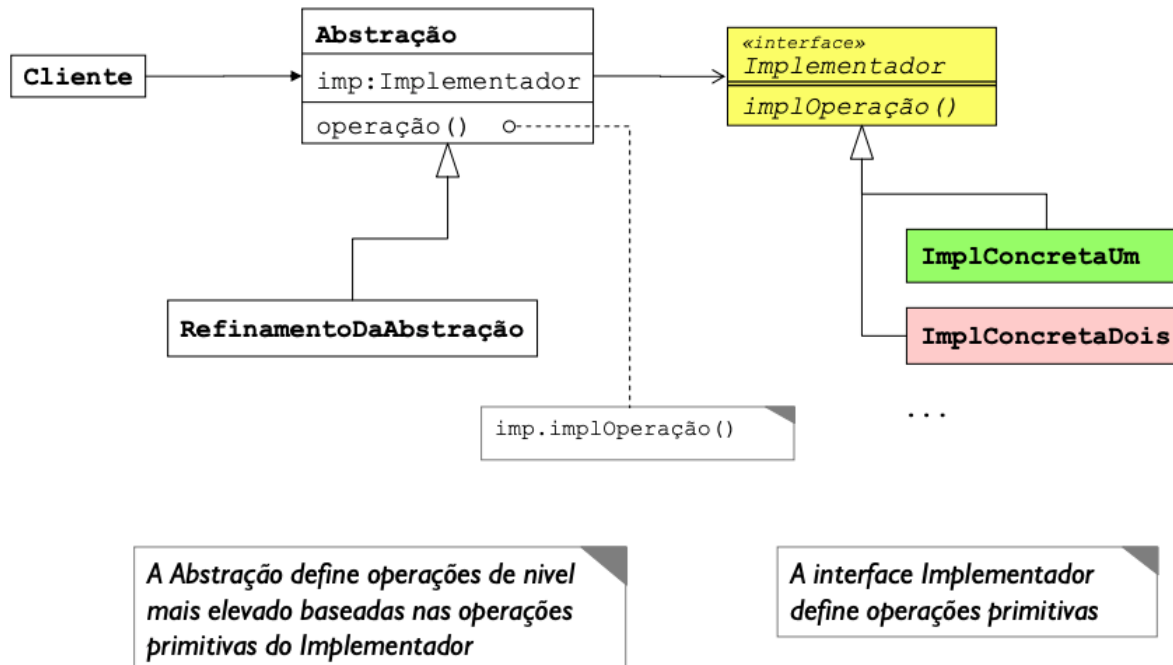 Cliente
Abstração
imp:Implementador
operação()
«interface»
Implementador
implOperação()
RefinamentoDaAbstração
ImplConcretaUm
ImplConcretaDois
...
imp.implOperação()
A Abstração define operações de nivel
mais elevado baseadas nas operações
primitivas do Implementador
A interface Implementador
define operações primitivas